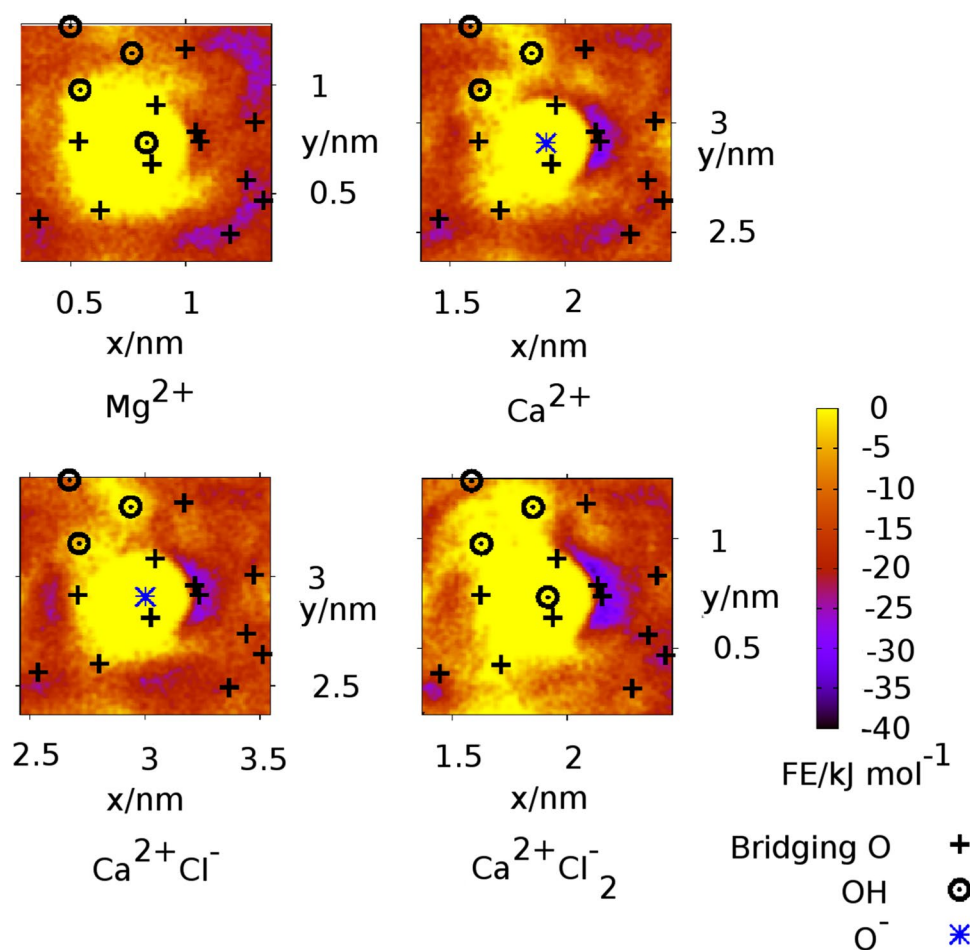 1
y/nm
0.5
0.5 1
x/nm
Mg2+
3
y/nm
2.5
1.5 2
x/nm
Ca2+
3
y/nm
2.5
2.5 3 3.5
x/nm
Ca2+Cl-
1
y/nm
0.5
1.5 2
x/nm
Ca2+Cl-2
0
-5
-10
-15
-20
-25
-30
-35
-40
FE/kJ mol-1
Bridging O
OH
O-